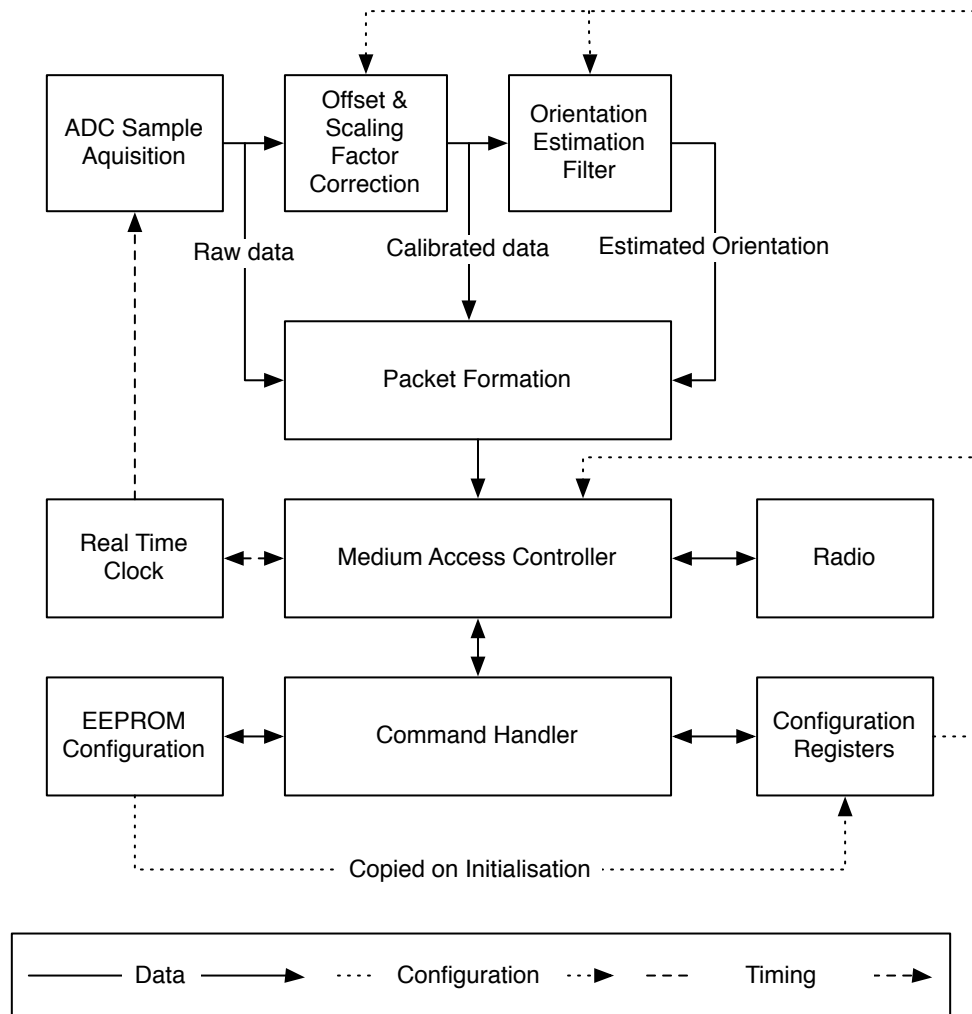 ADC Sample
Aquisition
Offset &
Scaling
Factor
Correction
Orientation
Estimation
Filter
Raw data
Calibrated data
Estimated Orientation
Packet Formation
Real Time
Clock
Medium Access Controller
Radio
EEPROM
Configuration
Command Handler
Configuration
Registers
Copied on Initialisation
Data
Configuration
Timing